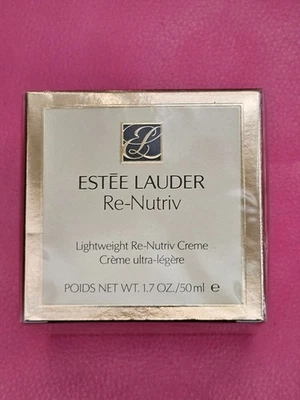 EL
ESTĒE LAUDER
Re-Nutriv
Lightweight Re-Nutriv Creme
Crème ultra-légère
POIDS NET WT. 1.7 OZ./50 ml ℮